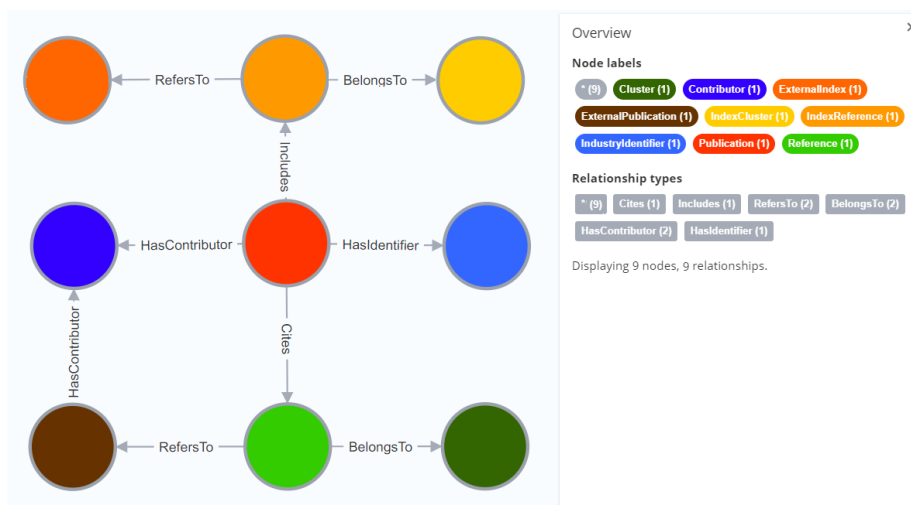 RefersTo
BelongsTo
Includes
HasContributor
HasIdentifier
HasContributor
Cites
RefersTo
BelongsTo
Overview
Node labels
* (9) Cluster (1) Contributor (1) ExternalIndex (1)
ExternalPublication (1) IndexCluster (1) IndexReference (1)
IndustryIdentifier (1) Publication (1) Reference (1)
Relationship types
* (9) Cites (1) Includes (1) RefersTo (2) BelongsTo (2)
HasContributor (2) HasIdentifier (1)
Displaying 9 nodes, 9 relationships.